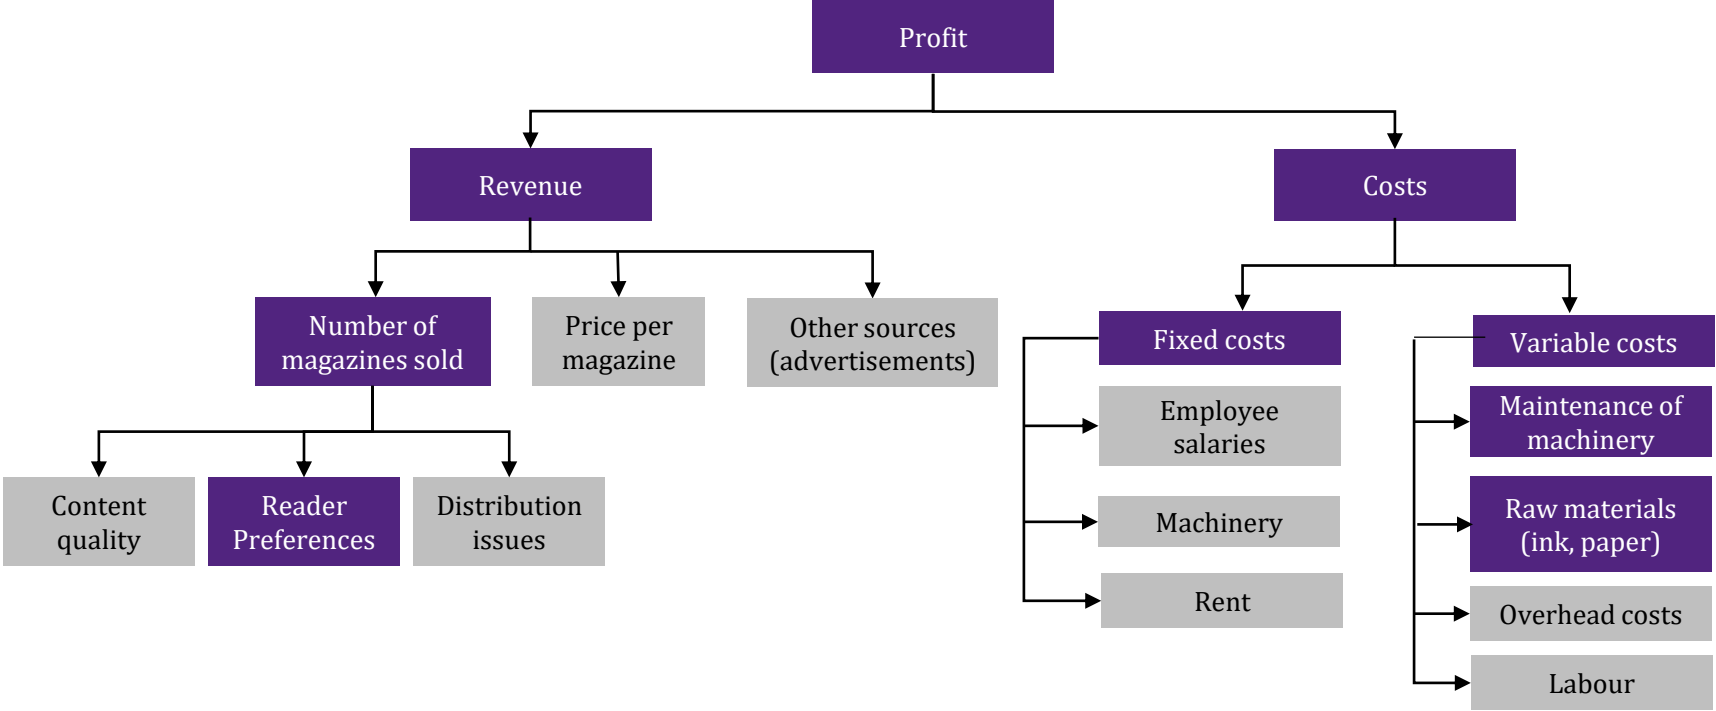 Profit
Revenue
Costs
Number of
magazines sold
Price per
magazine
Other sources
(advertisements)
Content
quality
Reader
Preferences
Distribution
issues
Fixed costs
Employee
salaries
Machinery
Rent
Variable costs
Maintenance of
machinery
Raw materials
(ink, paper)
Overhead costs
Labour